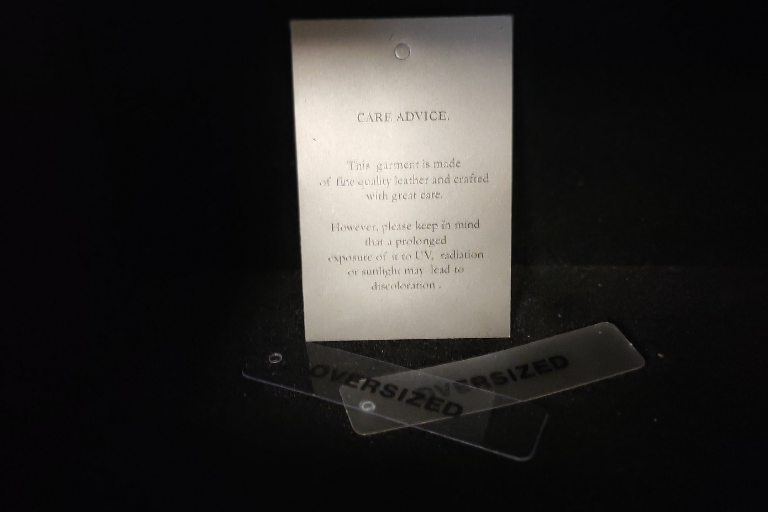 CARE ADVICE.
This garment is made
of fine quality leather and crafted
with great care.
However, please keep in mind
that a prolonged
exposure of it to UV, radiation
or sunlight may lead to
discoloration .
OVERSIZED
OVERSIZED